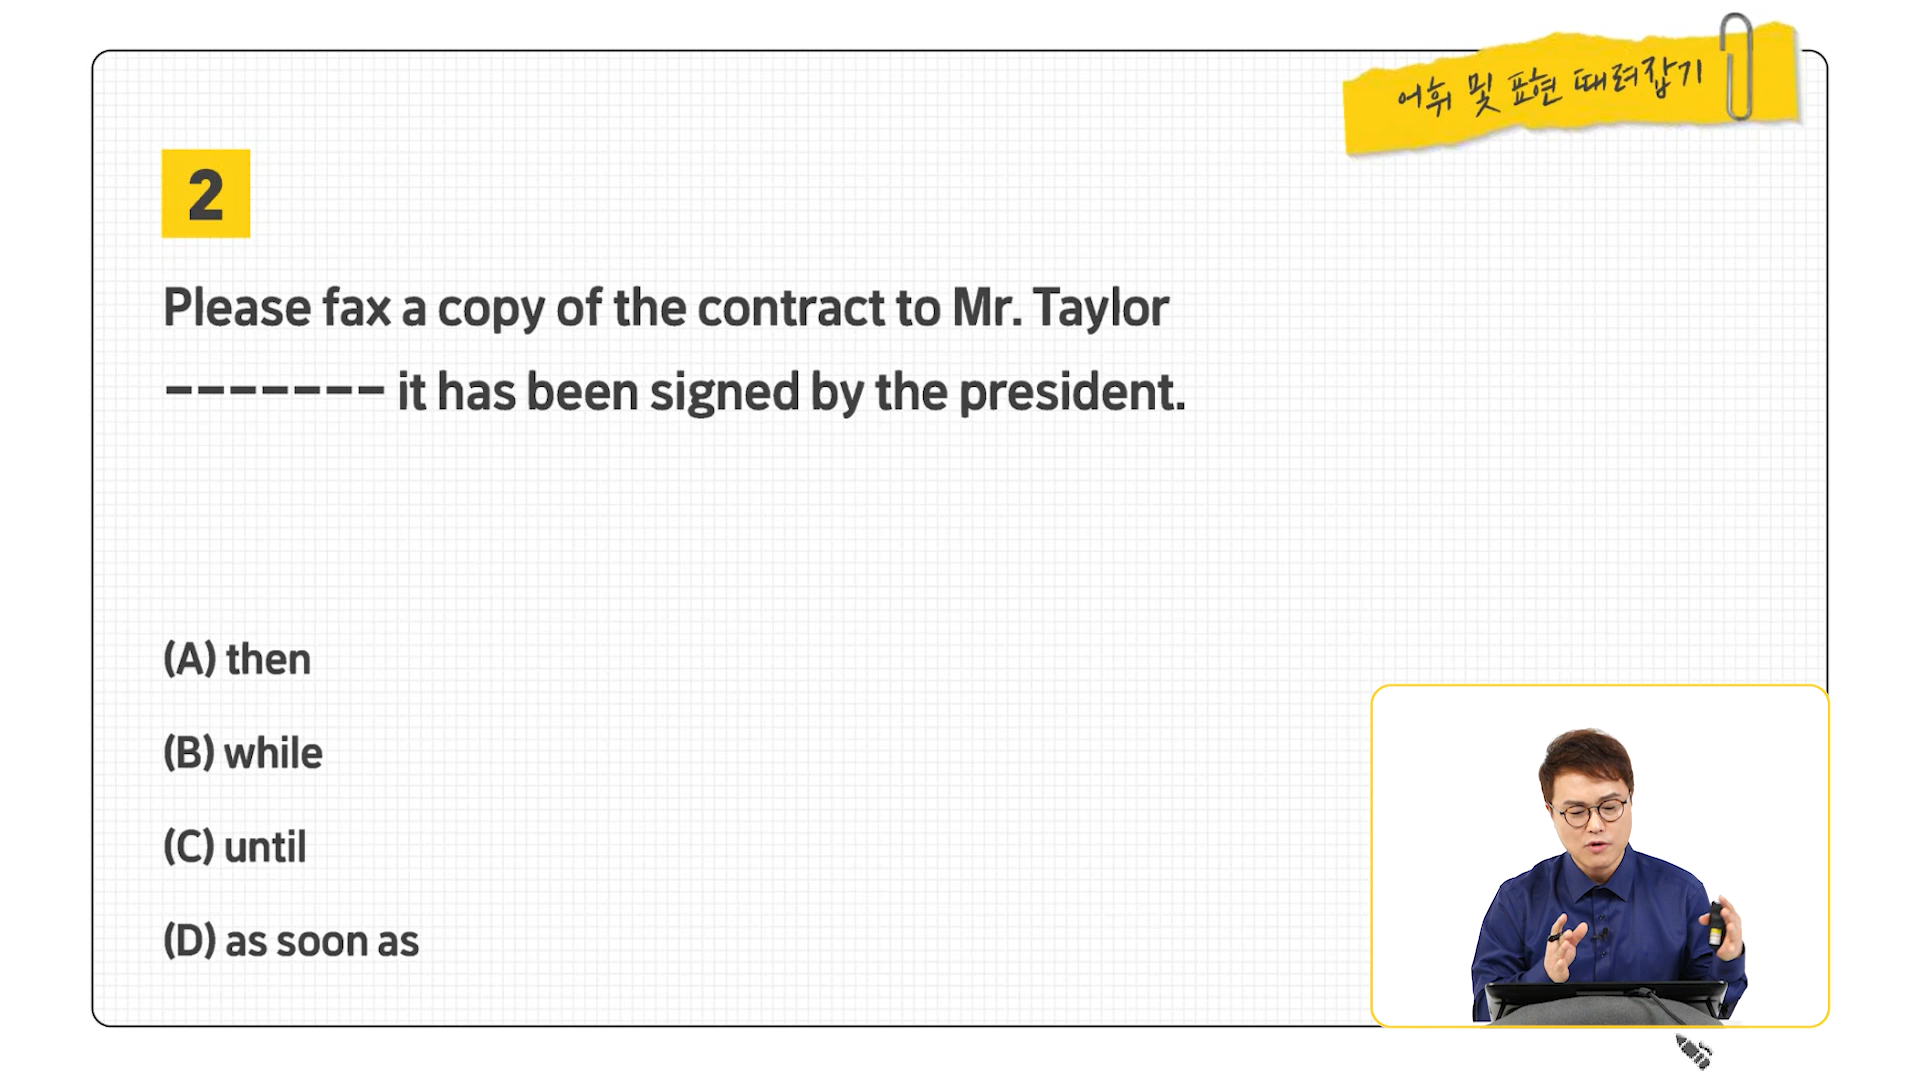 어휘 및 표현 때려잡기
2
Please fax a copy of the contract to Mr. Taylor
------- it has been signed by the president.
(A) then
(B) while
(C) until
(D) as soon as